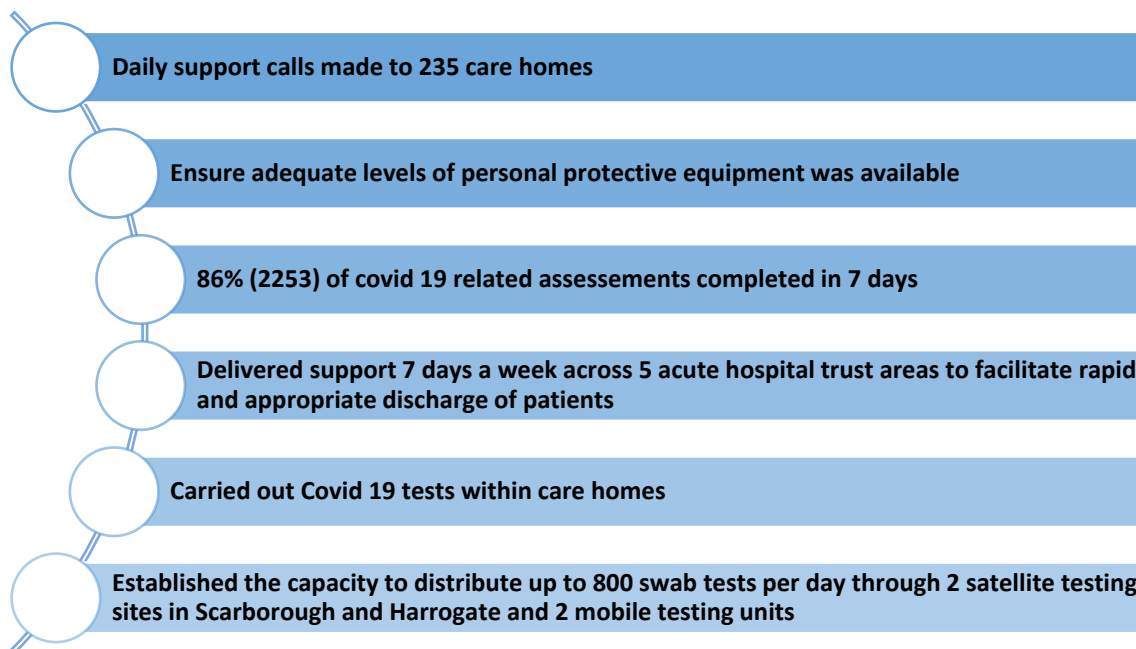 Daily support calls made to 235 care homes
Ensure adequate levels of personal protective equipment was available
86% (2253) of covid 19 related assessements completed in 7 days
Delivered support 7 days a week across 5 acute hospital trust areas to facilitate rapid
and appropriate discharge of patients
Carried out Covid 19 tests within care homes
Established the capacity to distribute up to 800 swab tests per day through 2 satellite testing
sites in Scarborough and Harrogate and 2 mobile testing units